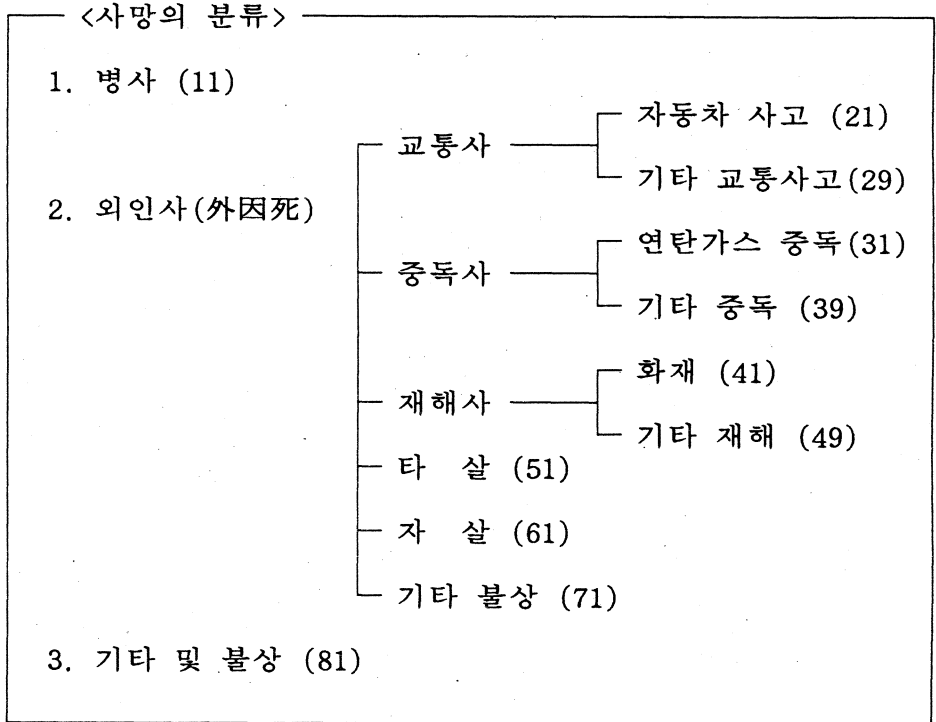 <사망의 분류>
1. 병사 (11)
자동차 사고 (21)
교통사
기타 교통사고(29)
2. 외인사(外因死)
연탄가스 중독(31)
중독사
기타 중독 (39)
화재 (41)
재해사
기타 재해 (49)
타 살 (51)
자 살 (61)
기타 불상 (71)
3. 기타 및 불상 (81)